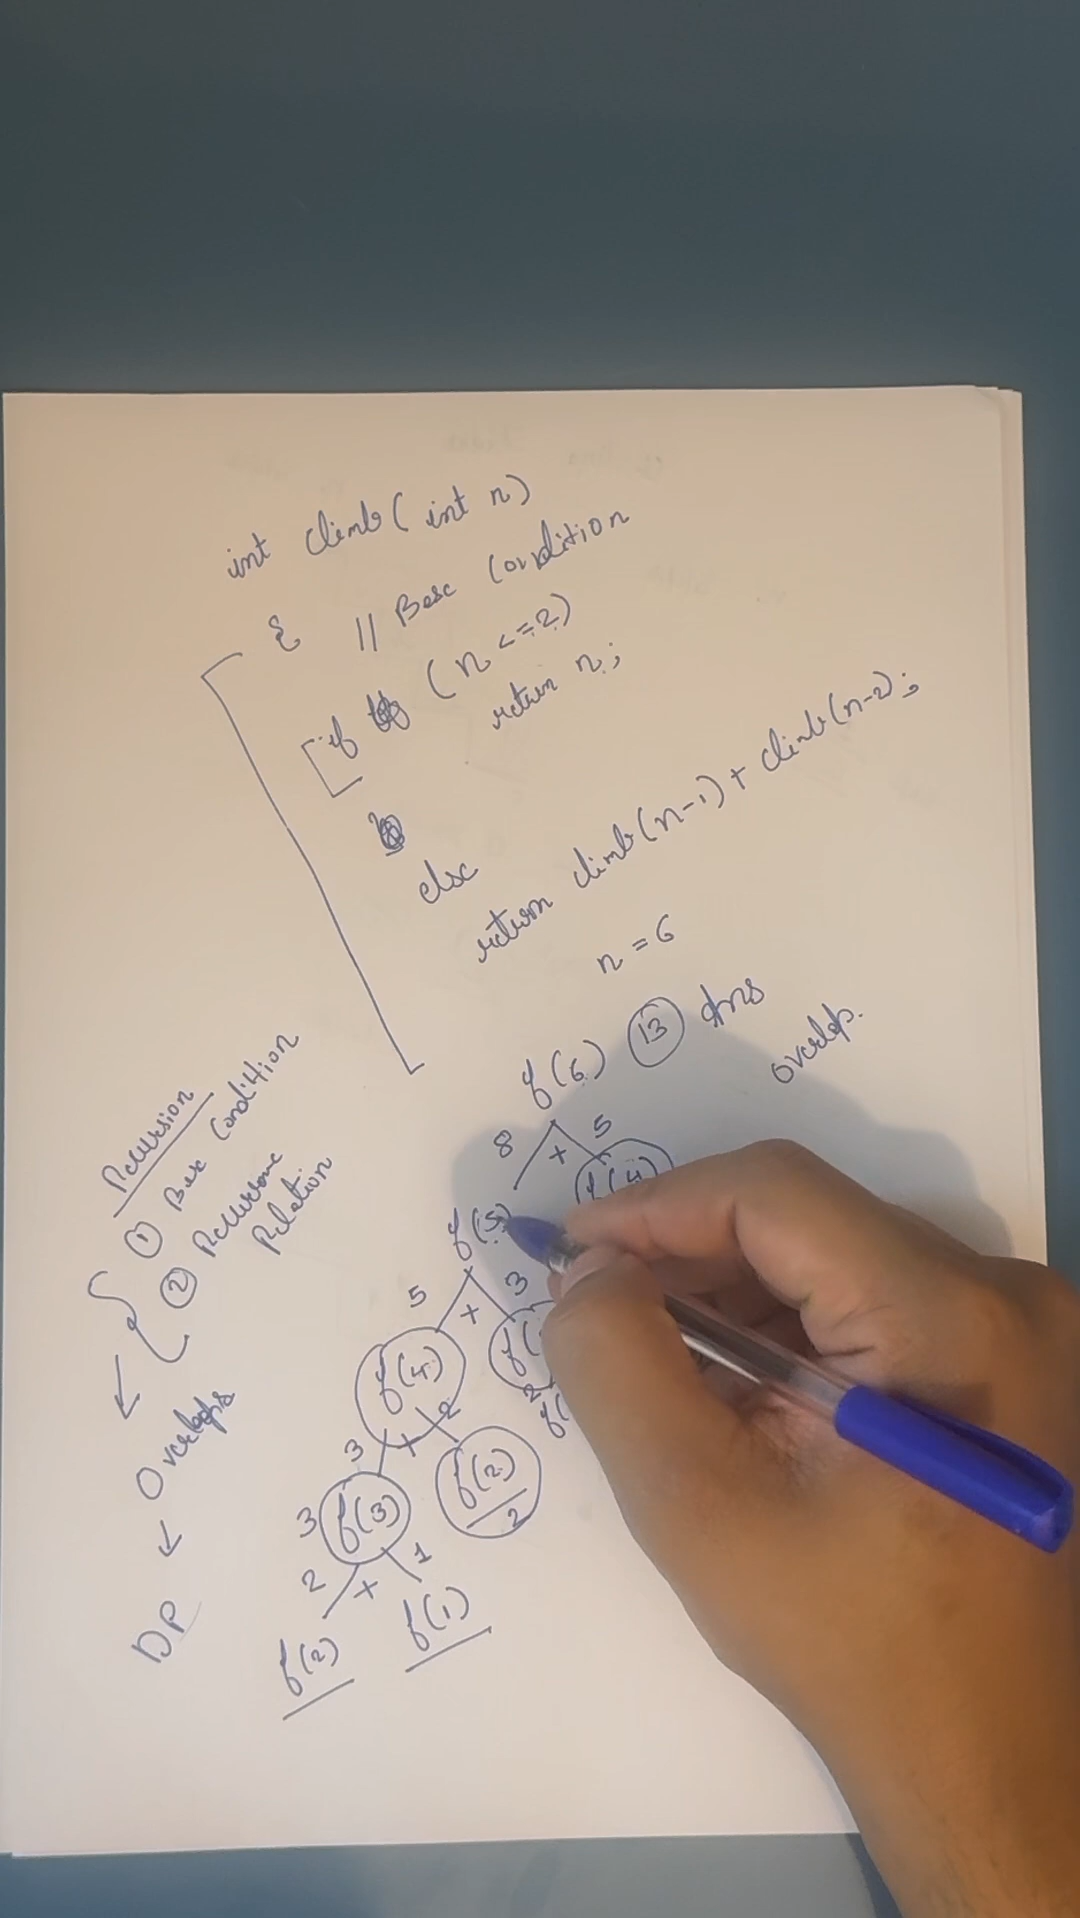 int climb( int n)
{ // Base Condition
if (n <=2)
return n;
else
return climb(n-1) + climb(n-2);
n = 6
f(6) 13 Ans
overlap.
8 + 5
f(5) f(4)
5 + 3
f(4)
3 + 2 2
3 f(3) f(2)
2
2 + 1
f(2) f(1)
Recursion
① Base Condition
② Recursive
Relation
Overlaps
DP